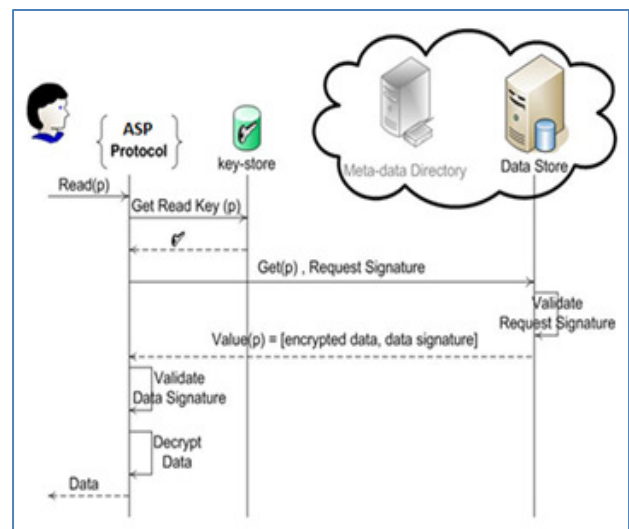 ASP
Protocol
key-store
Meta-data Directory
Data Store
Read(p)
Get Read Key (p)
Get(p) , Request Signature
Validate
Request Signature
Value(p) = [encrypted data, data signature]
Validate
Data Signature
Decrypt
Data
Data